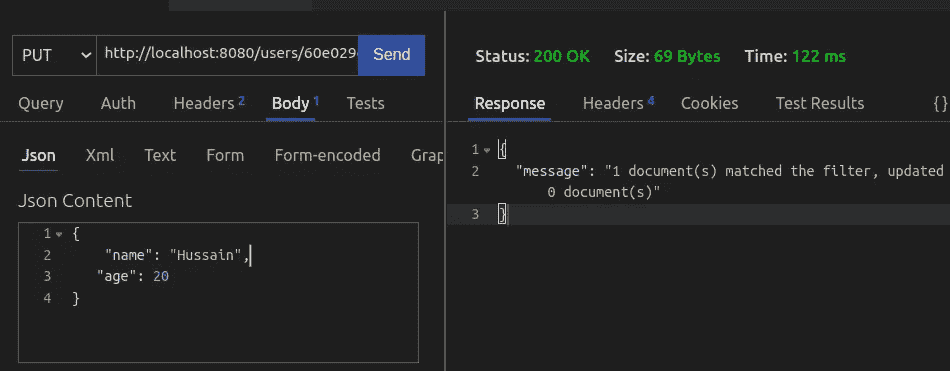 PUT http://localhost:8080/users/60e029 Send
Query Auth Headers 2 Body 1 Tests
Json Xml Text Form Form-encoded Grap
Json Content
1 {
2 "name": "Hussain",
3 "age": 20
4 }
Status: 200 OK Size: 69 Bytes Time: 122 ms
Response Headers 4 Cookies Test Results {}
1 {
2 "message": "1 document(s) matched the filter, updated
0 document(s)"
3 }